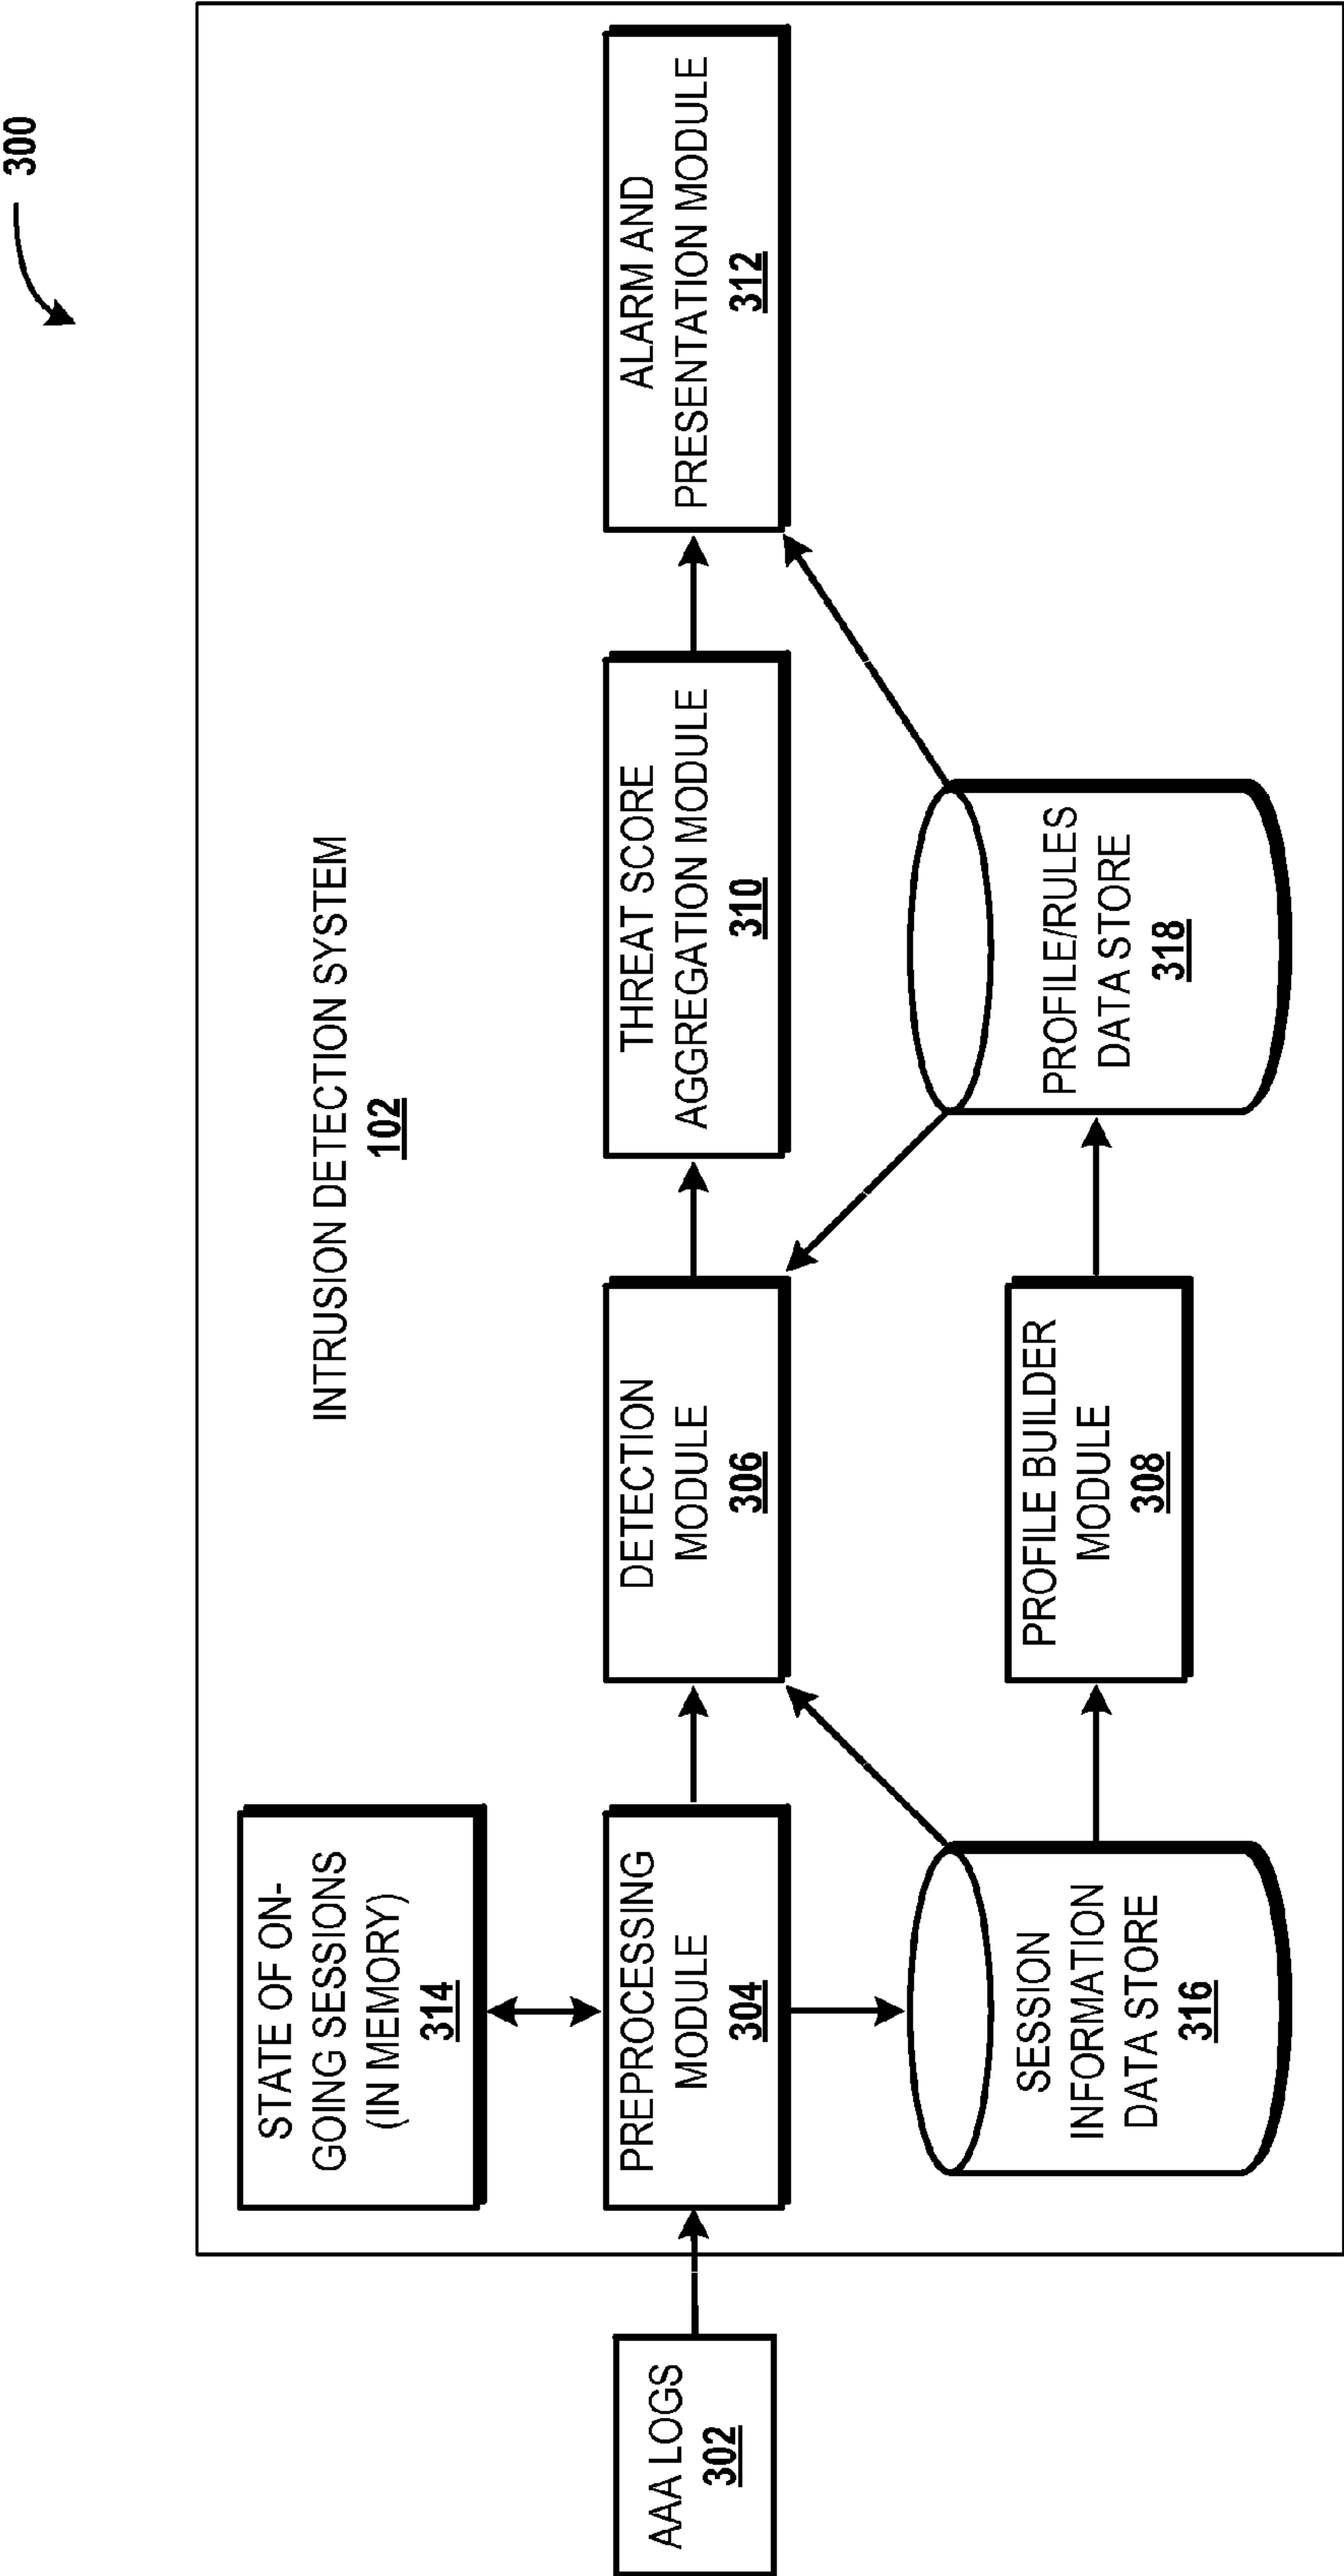 300
INTRUSION DETECTION SYSTEM
102
STATE OF ON-
GOING SESSIONS
(IN MEMORY)
314
AAA LOGS
302
PREPROCESSING
MODULE
304
DETECTION
MODULE
306
THREAT SCORE
AGGREGATION MODULE
310
ALARM AND
PRESENTATION MODULE
312
SESSION
INFORMATION
DATA STORE
316
PROFILE BUILDER
MODULE
308
PROFILE/RULES
DATA STORE
318